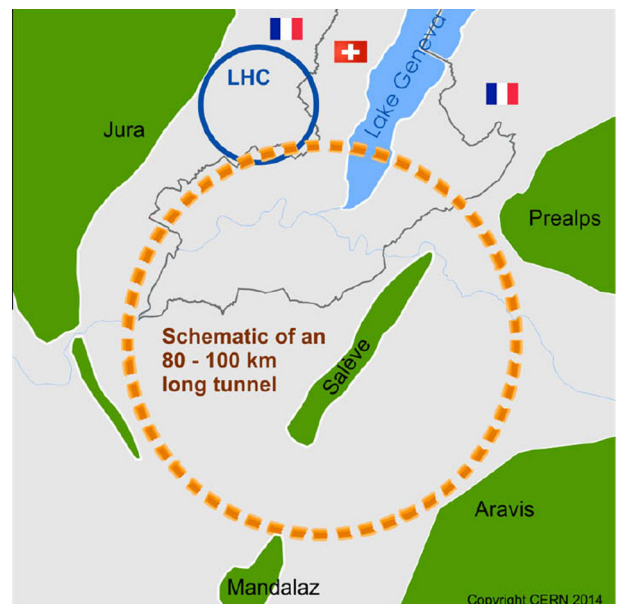 LHC
Lake Geneva
Jura
Prealps
Schematic of an
80 - 100 km
long tunnel
Salève
Aravis
Mandalaz
Copyright CERN 2014